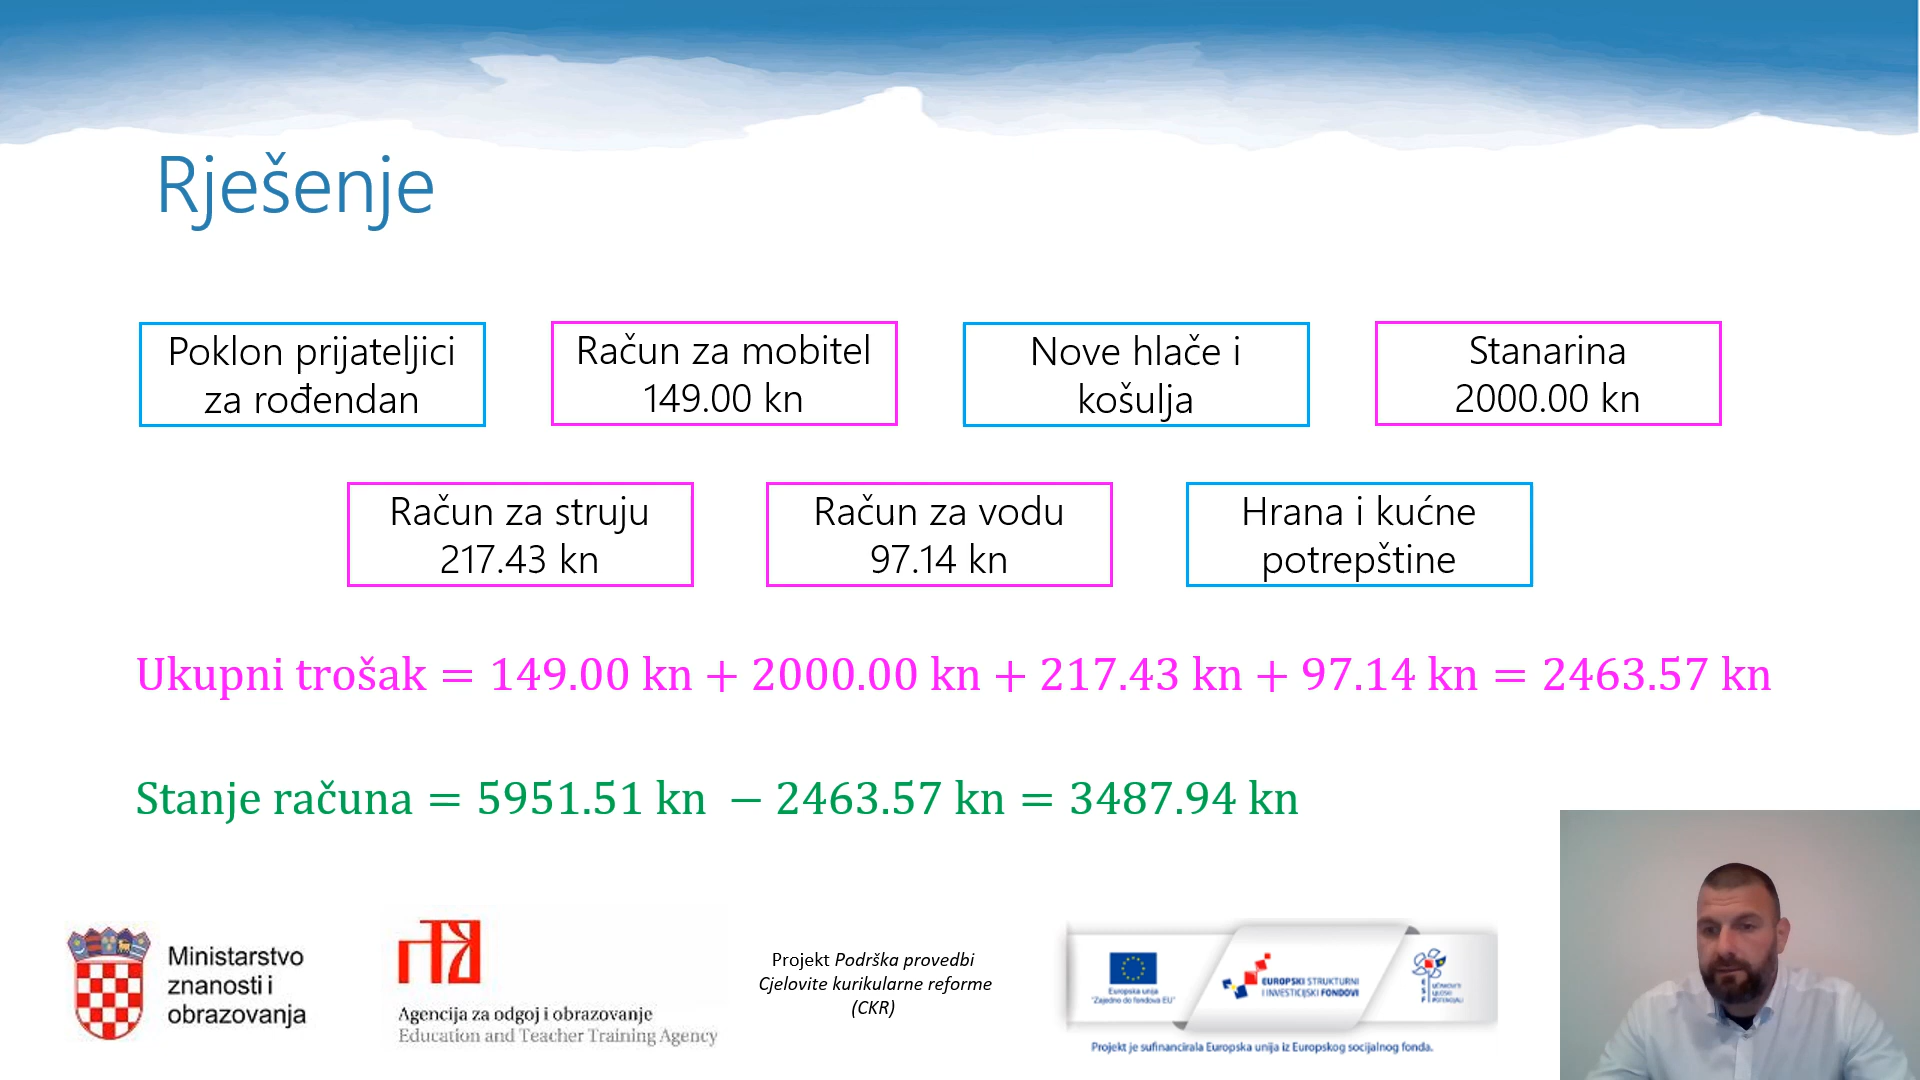 Rješenje
Poklon prijateljici
za rođendan
Račun za mobitel
149.00 kn
Nove hlače i
košulja
Stanarina
2000.00 kn
Račun za struju
217.43 kn
Račun za vodu
97.14 kn
Hrana i kućne
potrepštine
Ukupni trošak = 149.00 kn + 2000.00 kn + 217.43 kn + 97.14 kn = 2463.57 kn
Stanje računa = 5951.51 kn − 2463.57 kn = 3487.94 kn
Ministarstvo
znanosti i
obrazovanja
Agencija za odgoj i obrazovanje
Education and Teacher Training Agency
Projekt Podrška provedbi
Cjelovite kurikularne reforme
(CKR)
Europska unija
"Zajedno do fondova EU"
EUROPSKI STRUKTURNI
I INVESTICIJSKI FONDOVI
Projekt je sufinancirala Europska unija iz Europskog socijalnog fonda.